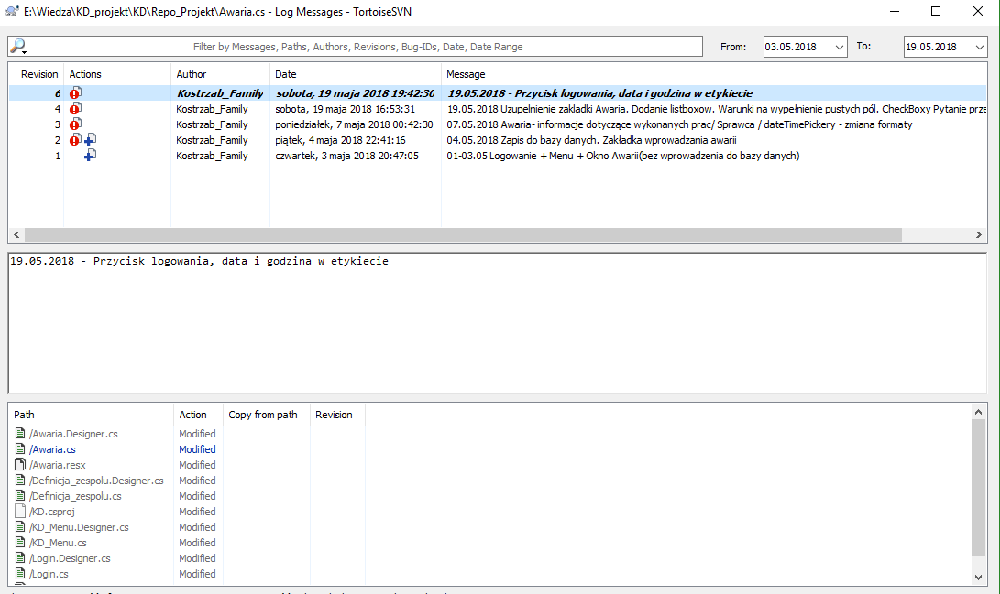 E:\Wiedza\KD_projekt\KD\Repo_Projekt\Awaria.cs - Log Messages - TortoiseSVN
Filter by Messages, Paths, Authors, Revisions, Bug-IDs, Date, Date Range From: 03.05.2018 To: 19.05.2018
Revision Actions Author Date Message
6 Kostrzab_Family sobota, 19 maja 2018 19:42:30 19.05.2018 - Przycisk logowania, data i godzina w etykiecie
4 Kostrzab_Family sobota, 19 maja 2018 16:53:31 19.05.2018 Uzupelnienie zakladki Awaria. Dodanie listboxow. Warunki na wypełnienie pustych pól. CheckBoxy Pytanie prze
3 Kostrzab_Family poniedziałek, 7 maja 2018 00:42:30 07.05.2018 Awaria- informacje dotyczące wykonanych prac/ Sprawca / dateTimePickery - zmiana formaty
2 Kostrzab_Family piątek, 4 maja 2018 22:41:16 04.05.2018 Zapis do bazy danych. Zakładka wprowadzania awarii
1 Kostrzab_Family czwartek, 3 maja 2018 20:47:05 01-03.05 Logowanie + Menu + Okno Awarii(bez wprowadzenia do bazy danych)
19.05.2018 - Przycisk logowania, data i godzina w etykiecie
Path Action Copy from path Revision
/Awaria.Designer.cs Modified
/Awaria.cs Modified
/Awaria.resx Modified
/Definicja_zespolu.Designer.cs Modified
/Definicja_zespolu.cs Modified
/KD.csproj Modified
/KD_Menu.Designer.cs Modified
/KD_Menu.cs Modified
/Login.Designer.cs Modified
/Login.cs Modified